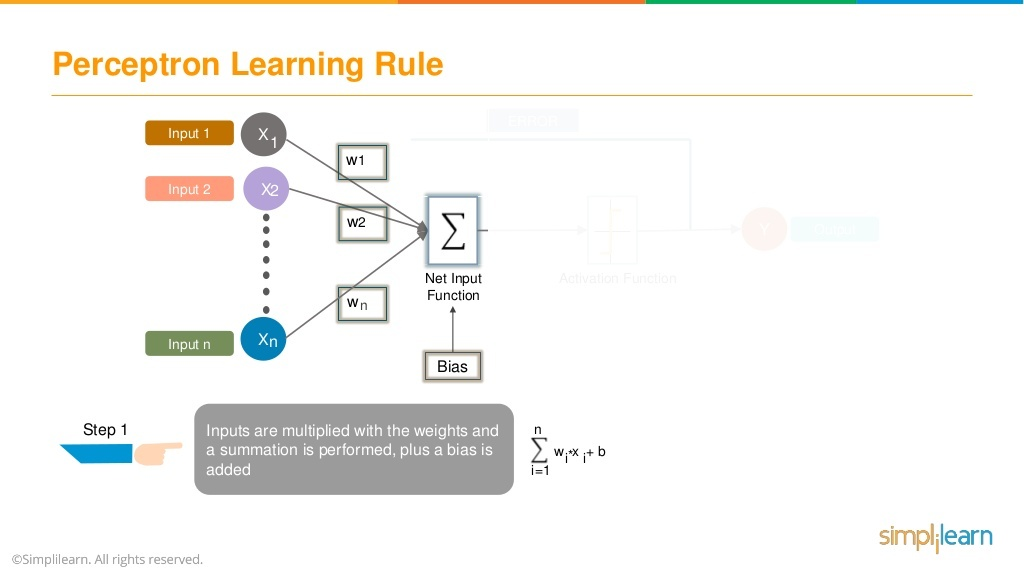 Perceptron Learning Rule
ERROR
Input 1
X1
w1
Input 2
X2
w2
Σ
Y
Output
Net Input
Function
Activation Function
wn
Input n
Xn
Bias
Step 1
Inputs are multiplied with the weights and
a summation is performed, plus a bias is
added
n
Σ wi*xi+ b
i=1
simplilearn
©Simplilearn. All rights reserved.